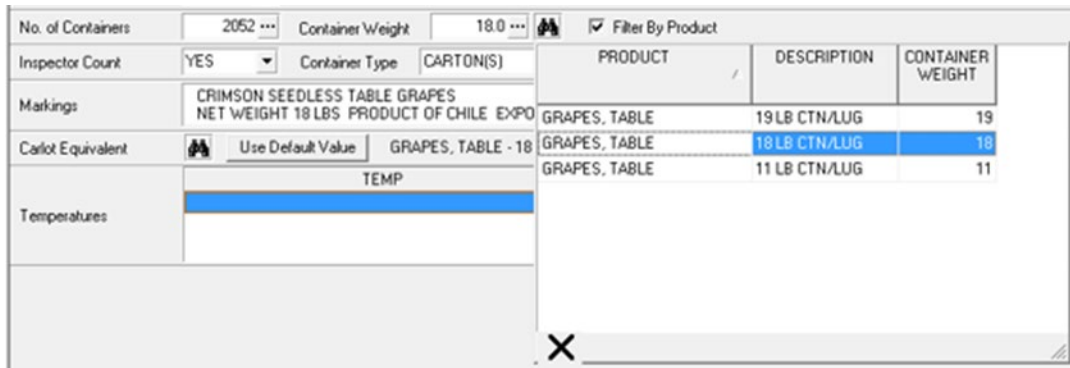 No. of Containers 2052 ... Container Weight 18.0 ... Filter By Product
Inspector Count YES Container Type CARTON(S)
Markings CRIMSON SEEDLESS TABLE GRAPES
NET WEIGHT 18 LBS PRODUCT OF CHILE EXPO
Carlot Equivalent Use Default Value GRAPES, TABLE - 18
Temperatures TEMP
PRODUCT / DESCRIPTION CONTAINER WEIGHT
GRAPES, TABLE 19 LB CTN/LUG 19
GRAPES, TABLE 18 LB CTN/LUG 18
GRAPES, TABLE 11 LB CTN/LUG 11